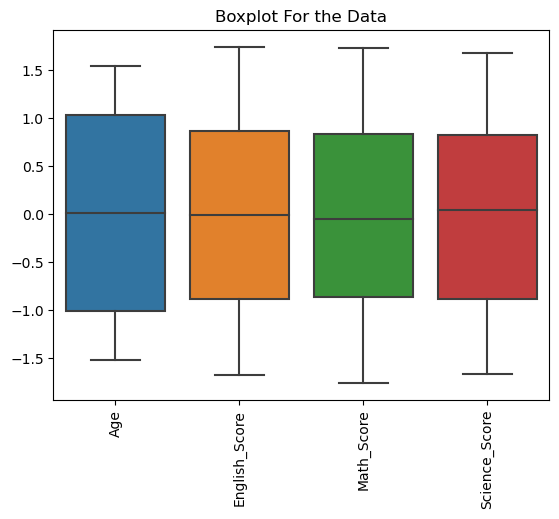 Boxplot For the Data
1.5
1.0
0.5
0.0
−0.5
−1.0
−1.5
Age
English_Score
Math_Score
Science_Score